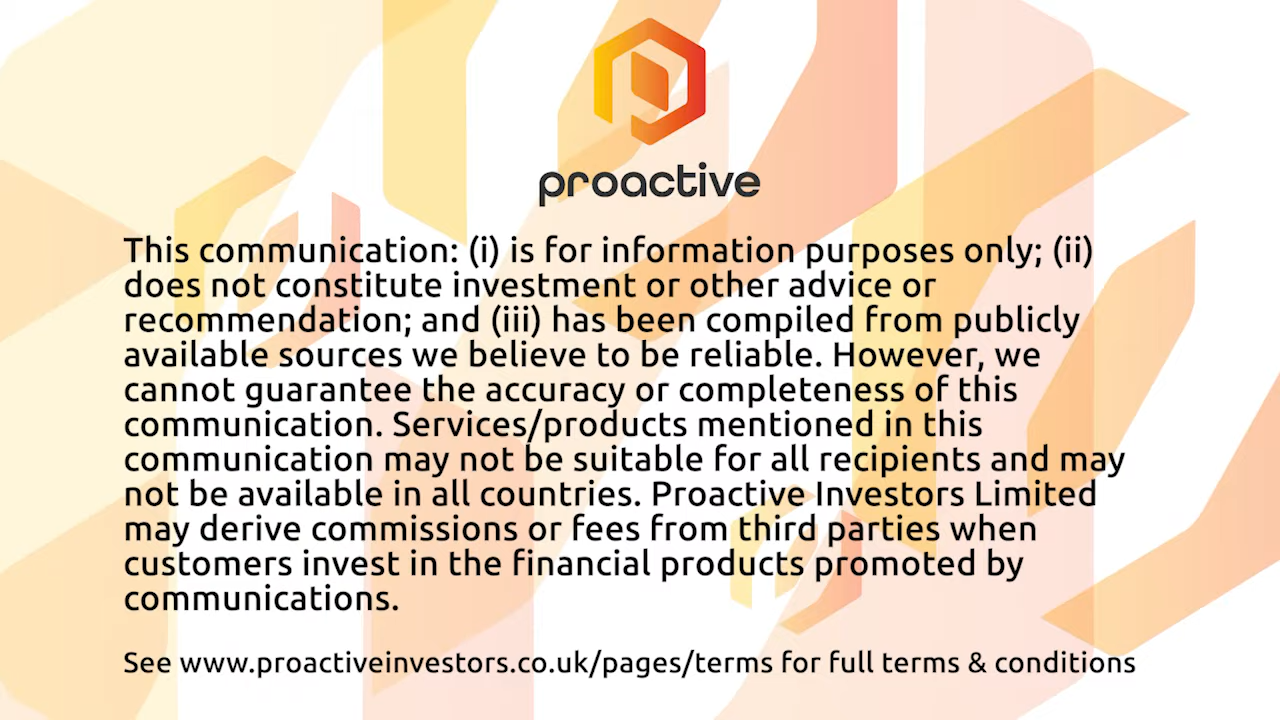 proactive
This communication: (i) is for information purposes only; (ii)
does not constitute investment or other advice or
recommendation; and (iii) has been compiled from publicly
available sources we believe to be reliable. However, we
cannot guarantee the accuracy or completeness of this
communication. Services/products mentioned in this
communication may not be suitable for all recipients and may
not be available in all countries. Proactive Investors Limited
may derive commissions or fees from third parties when
customers invest in the financial products promoted by
communications.
See www.proactiveinvestors.co.uk/pages/terms for full terms & conditions